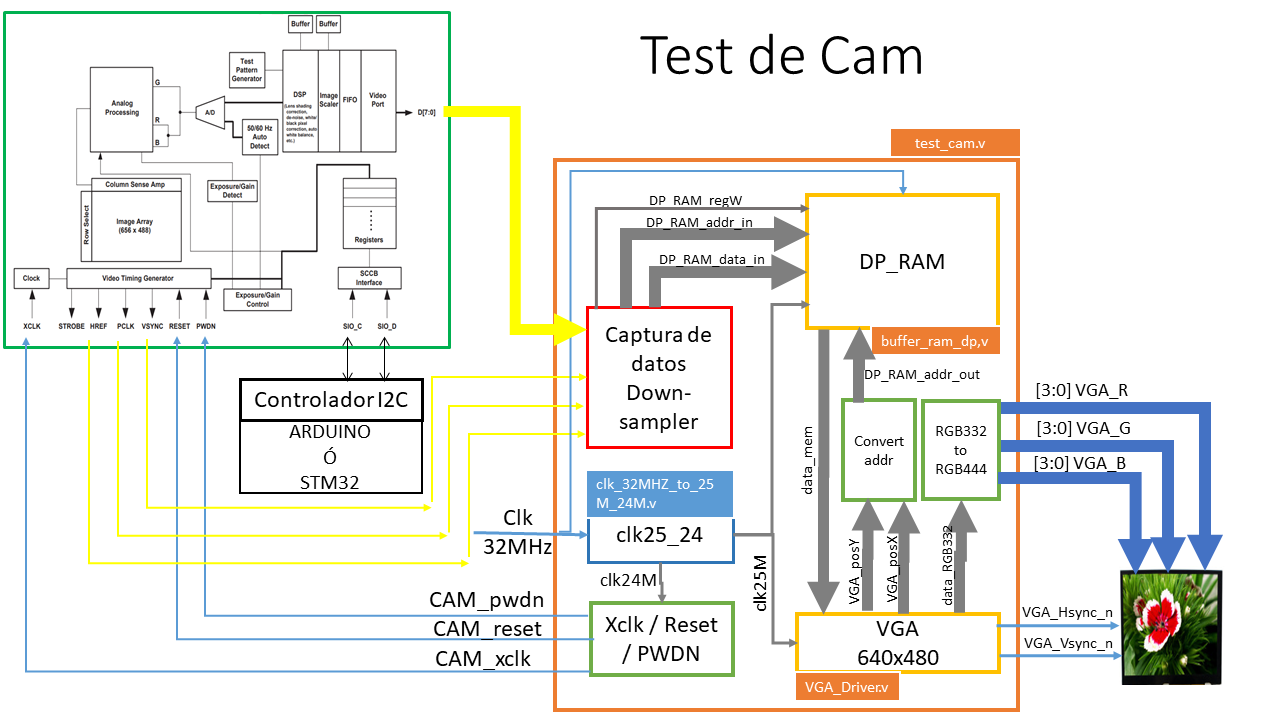 Test de Cam
Buffer
Buffer
Test
Pattern
Generator
G
Analog
Processing
R
B
A/D
50/60 Hz
Auto
Detect
DSP
(Lens shading
correction,
de-noise, white/
black pixel
correction, auto
white balance,
etc.)
Image
Scaler
FIFO
Video
Port
D[7:0]
Column Sense Amp
Row Select
Image Array
(656 x 488)
Exposure/Gain
Detect
Registers
Clock
Video Timing Generator
Exposure/Gain
Control
SCCB
Interface
XCLK
STROBE
HREF
PCLK
VSYNC
RESET
PWDN
SIO_C
SIO_D
Controlador I2C
ARDUINO
Ó
STM32
test_cam.v
DP_RAM_regW
DP_RAM_addr_in
DP_RAM_data_in
DP_RAM
buffer_ram_dp,v
Captura de
datos
Down-
sampler
DP_RAM_addr_out
data_mem
Convert
addr
RGB332
to
RGB444
[3:0] VGA_R
[3:0] VGA_G
[3:0] VGA_B
clk_32MHZ_to_25
M_24M.v
Clk
32MHz
clk25_24
clk24M
clk25M
VGA_posY
VGA_posX
data_RGB332
CAM_pwdn
CAM_reset
CAM_xclk
Xclk / Reset
/ PWDN
VGA
640x480
VGA_Driver.v
VGA_Hsync_n
VGA_Vsync_n